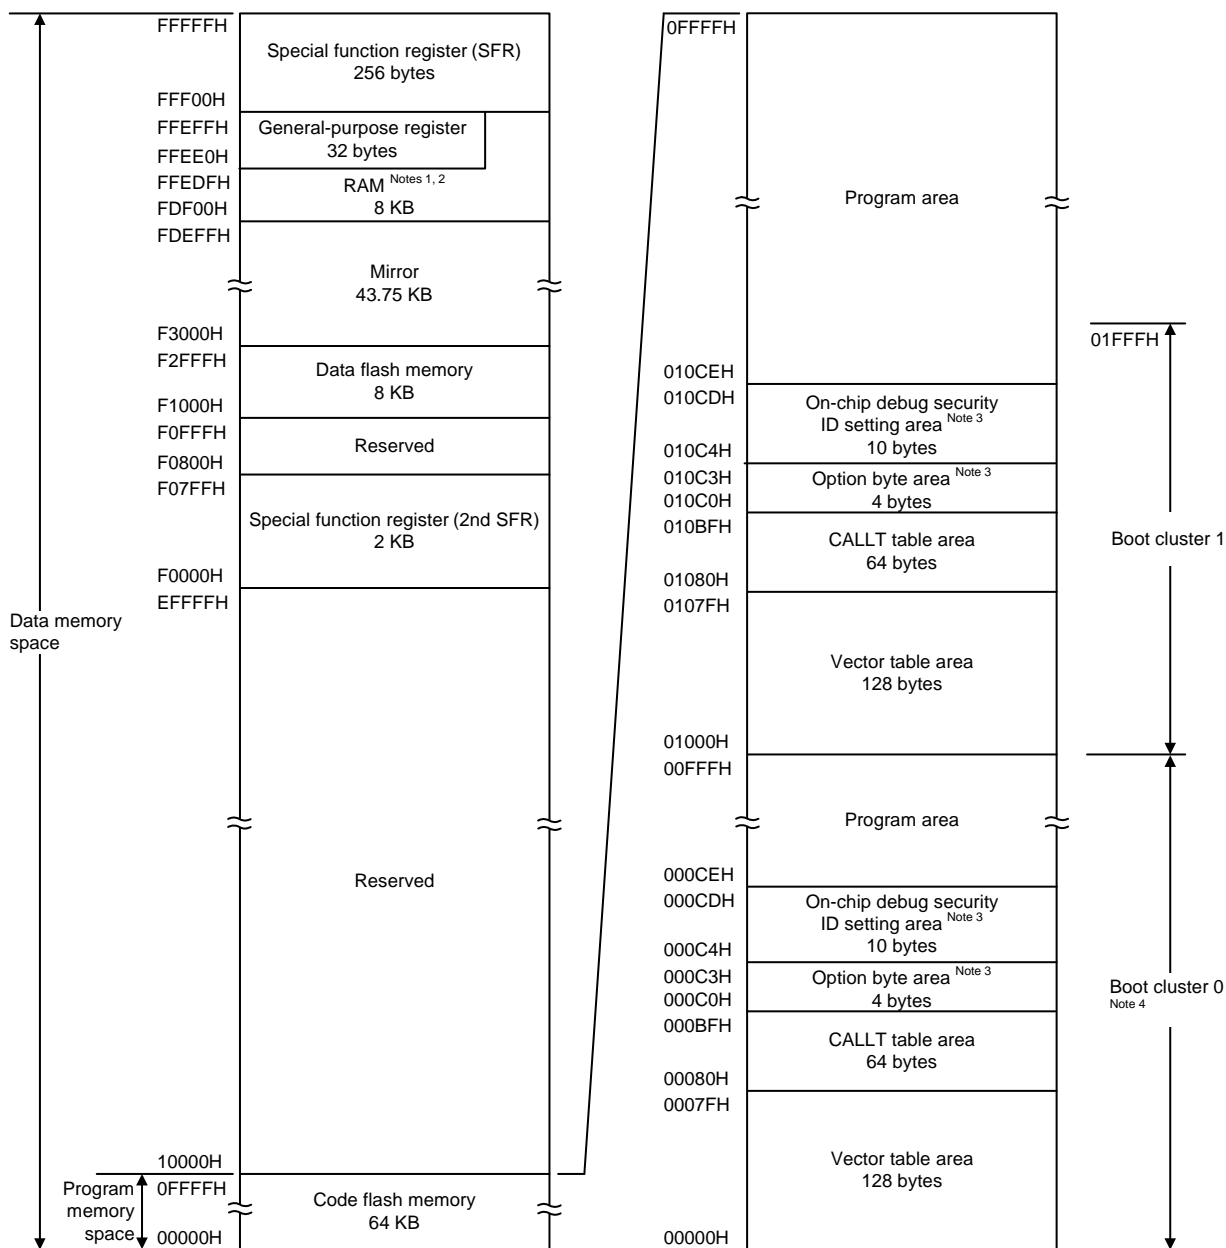 FFFFFH
Special function register (SFR)
256 bytes
FFF00H
FFEFFH
General-purpose register
32 bytes
FFEE0H
FFEDFH
RAM Notes 1, 2
8 KB
FDF00H
FDEFFH
Mirror
43.75 KB
F3000H
F2FFFH
Data flash memory
8 KB
F1000H
F0FFFH
Reserved
F0800H
F07FFH
Special function register (2nd SFR)
2 KB
F0000H
EFFFFH
Data memory
space
Reserved
10000H
0FFFFH
Program
memory
space
Code flash memory
64 KB
00000H
0FFFFH
Program area
01FFFH
010CEH
010CDH
On-chip debug security
ID setting area Note 3
10 bytes
010C4H
010C3H
Option byte area Note 3
4 bytes
010C0H
010BFH
CALLT table area
64 bytes
Boot cluster 1
01080H
0107FH
Vector table area
128 bytes
01000H
00FFFH
Program area
000CEH
000CDH
On-chip debug security
ID setting area Note 3
10 bytes
000C4H
000C3H
Option byte area Note 3
4 bytes
000C0H
Boot cluster 0
Note 4
000BFH
CALLT table area
64 bytes
00080H
0007FH
Vector table area
128 bytes
00000H